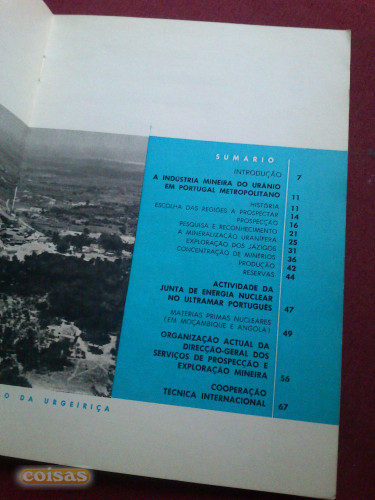 SUMÁRIO
INTRODUÇÃO 7
A INDÚSTRIA MINEIRA DO URÂNIO
EM PORTUGAL METROPOLITANO 11
HISTÓRIA 11
ESCOLHA DAS REGIÕES A PROSPECTAR 14
PROSPECÇÃO 16
PESQUISA E RECONHECIMENTO 21
A MINERALIZAÇÃO URANÍFERA 25
EXPLORAÇÃO DOS JAZIGOS 31
CONCENTRAÇÃO DE MINÉRIOS 36
PRODUÇÃO 42
RESERVAS 44
ACTIVIDADE DA
JUNTA DE ENERGIA NUCLEAR
NO ULTRAMAR PORTUGUÊS 47
MATÉRIAS PRIMAS NUCLEARES
(EM MOÇAMBIQUE E ANGOLA) 49
ORGANIZAÇÃO ACTUAL DA
DIRECÇÃO-GERAL DOS
SERVIÇOS DE PROSPECÇÃO E
EXPLORAÇÃO MINEIRA 56
COOPERAÇÃO
TÉCNICA INTERNACIONAL 67
DA URGEIRIÇA
coisas